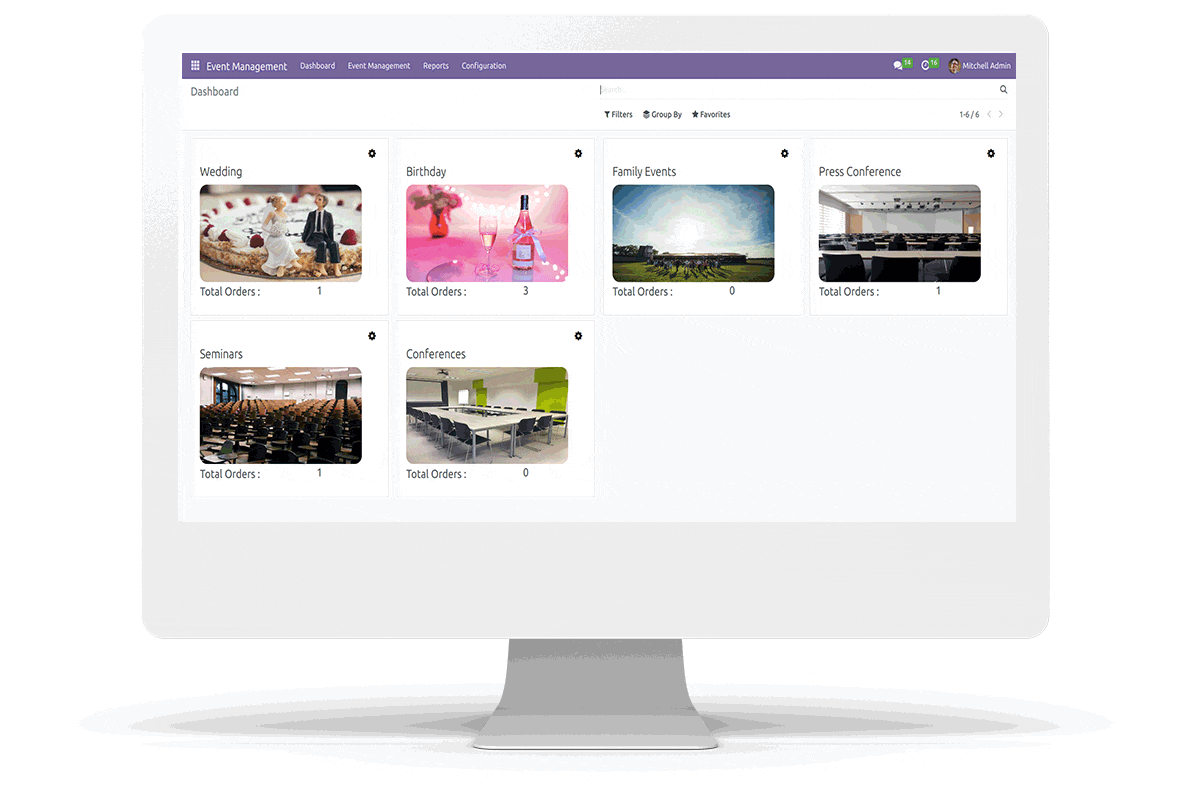 Event Management Dashboard Event Management Reports Configuration 14 16 Mitchell Admin
Dashboard
Search...
Filters Group By Favorites 1-6 / 6
Wedding
Total Orders : 1
Birthday
Total Orders : 3
Family Events
Total Orders : 0
Press Conference
Total Orders : 1
Seminars
Total Orders : 1
Conferences
Total Orders : 0